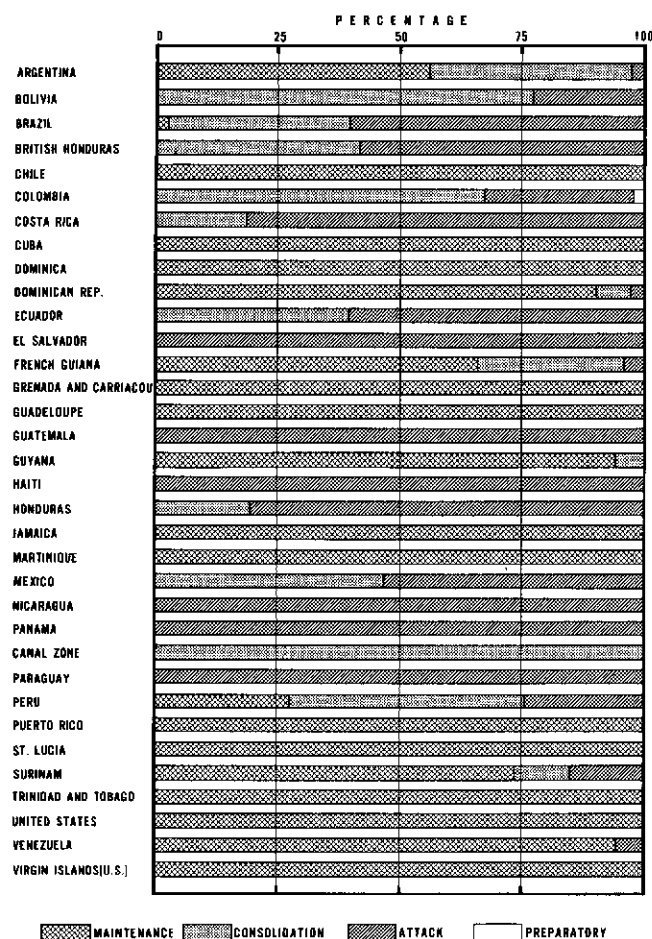 PERCENTAGE
0 25 50 75 100
ARGENTINA
BOLIVIA
BRAZIL
BRITISH HONDURAS
CHILE
COLOMBIA
COSTA RICA
CUBA
DOMINICA
DOMINICAN REP.
ECUADOR
EL SALVADOR
FRENCH GUIANA
GRENADA AND CARRIACOU
GUADELOUPE
GUATEMALA
GUYANA
HAITI
HONDURAS
JAMAICA
MARTINIQUE
MEXICO
NICARAGUA
PANAMA
CANAL ZONE
PARAGUAY
PERU
PUERTO RICO
ST. LUCIA
SURINAM
TRINIDAD AND TOBAGO
UNITED STATES
VENEZUELA
VIRGIN ISLANDS(U.S.)
MAINTENANCE CONSOLIDATION ATTACK PREPARATORY